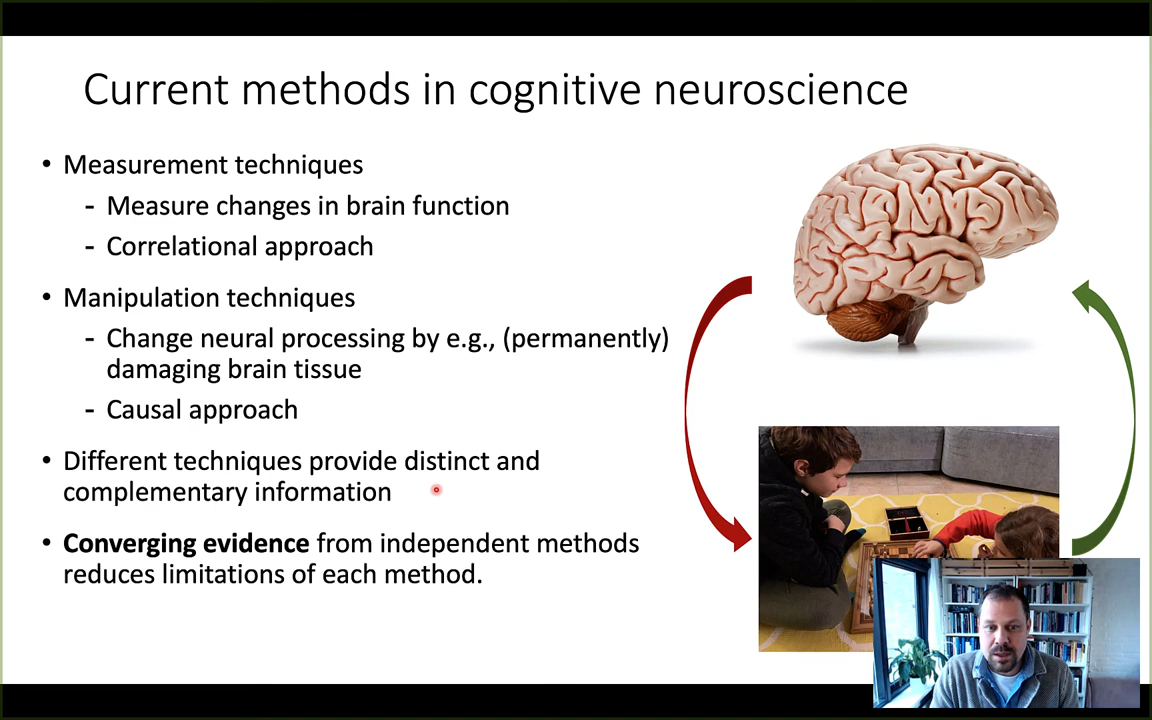 Current methods in cognitive neuroscience
• Measurement techniques
- Measure changes in brain function
- Correlational approach
• Manipulation techniques
- Change neural processing by e.g., (permanently)
damaging brain tissue
- Causal approach
• Different techniques provide distinct and
complementary information
• Converging evidence from independent methods
reduces limitations of each method.